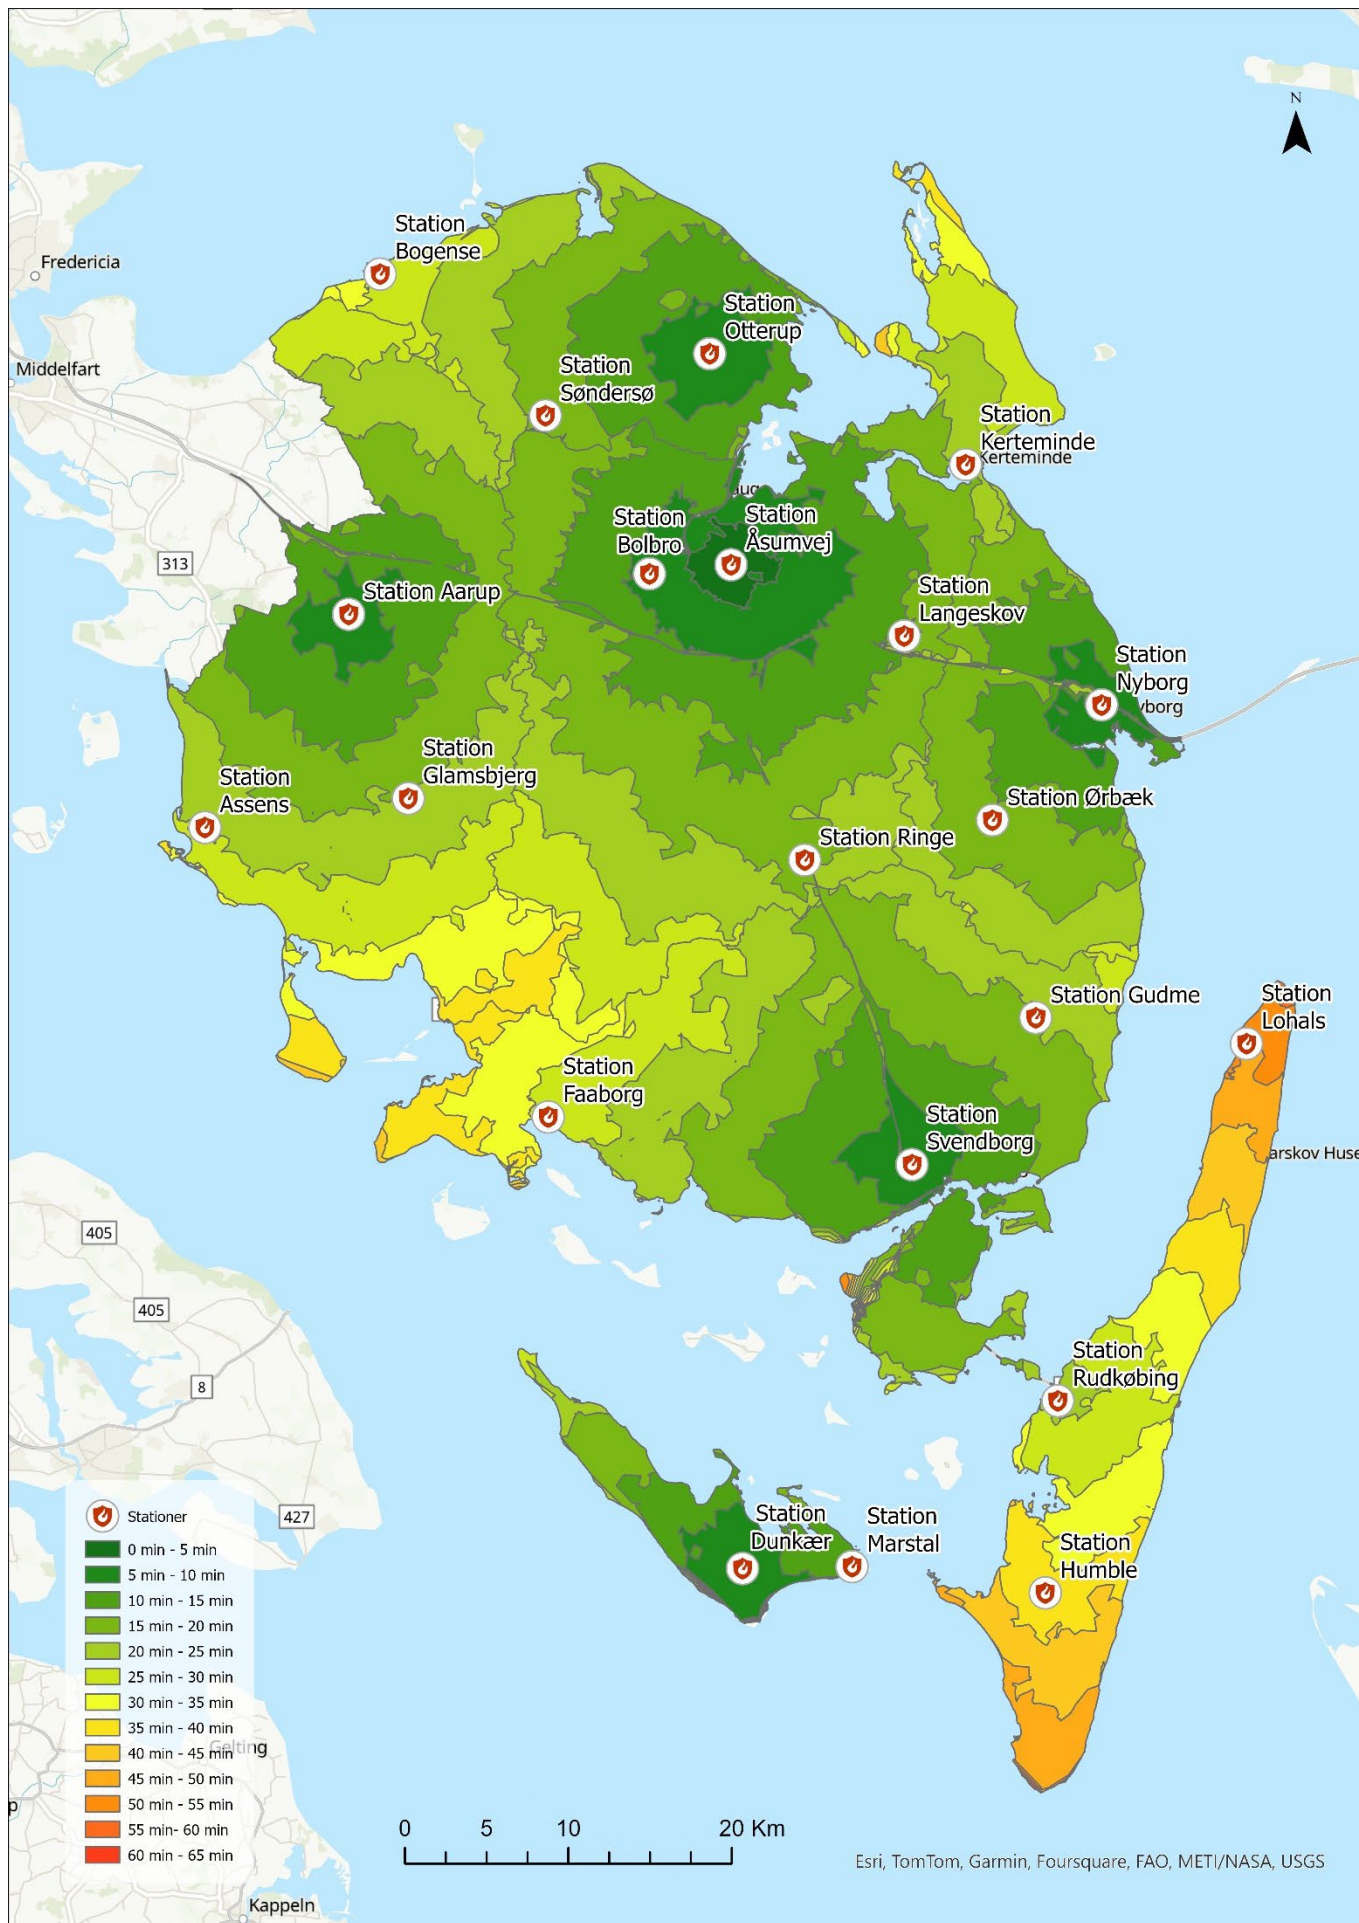 N
Station
Bogense
Fredericia
Station
Otterup
Middelfart
Station
Søndersø
Station
Kerteminde
Kerteminde
Station
Bolbro
Station
Åsumvej
313
Station Aarup
Station
Langeskov
Station
Nyborg
yborg
Station
Glamsbjerg
Station
Assens
Station Ørbæk
Station Ringe
Station Gudme
Station
Lohals
Station
Faaborg
Station
Svendborg
arskov Huse
405
405
Station
Rudkøbing
8
427
Station
Dunkær
Station
Marstal
Station
Humble
Stationer
0 min - 5 min
5 min - 10 min
10 min - 15 min
15 min - 20 min
20 min - 25 min
25 min - 30 min
30 min - 35 min
35 min - 40 min
40 min - 45 min
45 min - 50 min
50 min - 55 min
55 min- 60 min
60 min - 65 min
Gelting
p
0 5 10 20 Km
Esri, TomTom, Garmin, Foursquare, FAO, METI/NASA, USGS
Kappeln